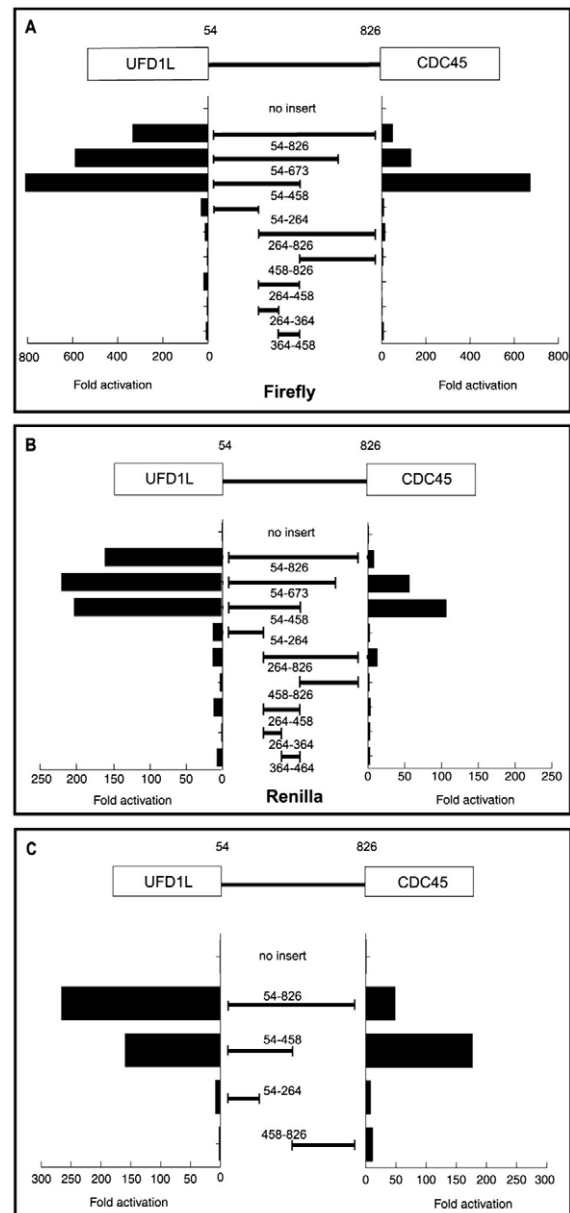 A
54 826
UFD1L CDC45
no insert
54-826
54-673
54-458
54-264
264-826
458-826
264-458
264-364
364-458
800 600 400 200 0 0 200 400 600 800
Fold activation Fold activation
Firefly
B
54 826
UFD1L CDC45
no insert
54-826
54-673
54-458
54-264
264-826
458-826
264-458
264-364
364-464
250 200 150 100 50 0 0 50 100 150 200 250
Fold activation Fold activation
Renilla
C
54 826
UFD1L CDC45
no insert
54-826
54-458
54-264
458-826
300 200 100 0 0 50 100 150 200 250 300
Fold activation Fold activation